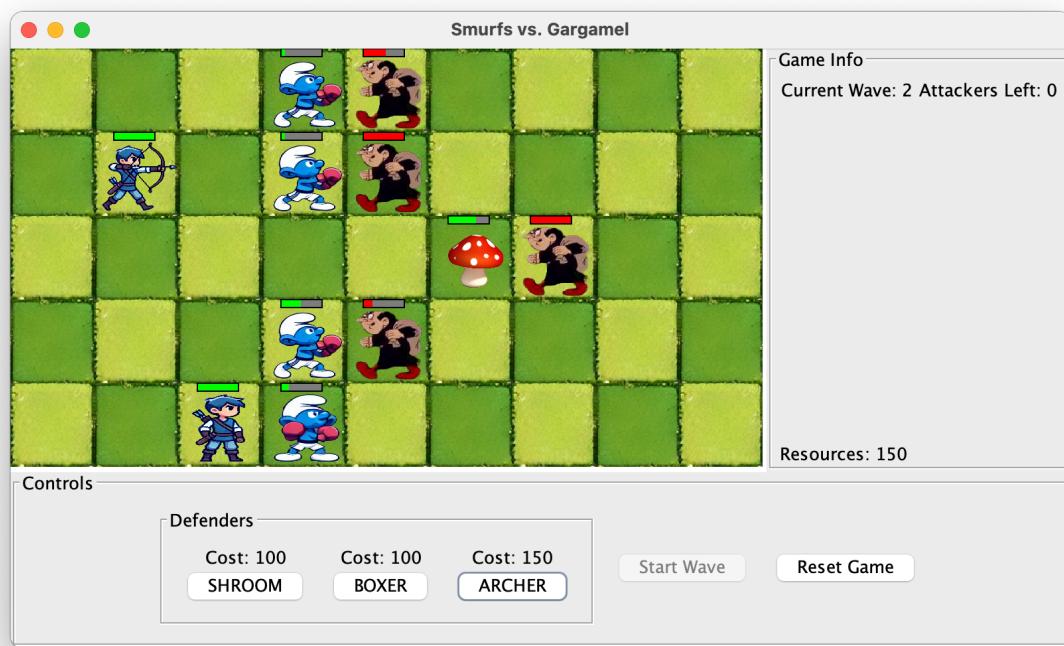 Smurfs vs. Gargamel
Game Info
Current Wave: 2 Attackers Left: 0
Resources: 150
Controls
Defenders
Cost: 100 Cost: 100 Cost: 150
SHROOM BOXER ARCHER Start Wave Reset Game